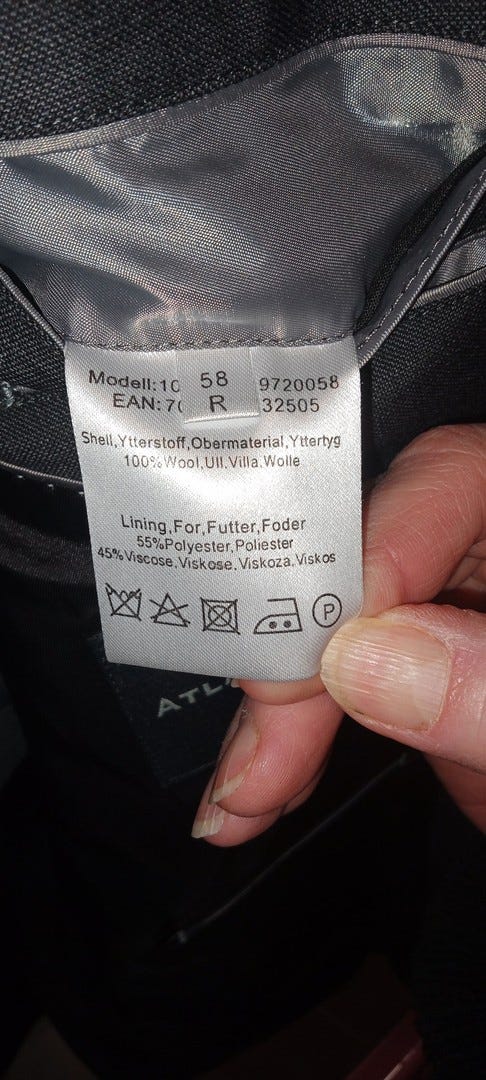 Modell:10 58 9720058
EAN:70 R 32505
Shell,Ytterstoff,Obermaterial,Yttertyg
100%Wool,Ull,Villa,Wolle
Lining,For,Futter,Foder
55%Polyester,Poliester
45%Viscose,Viskose,Viskoza,Viskos
P
ATL